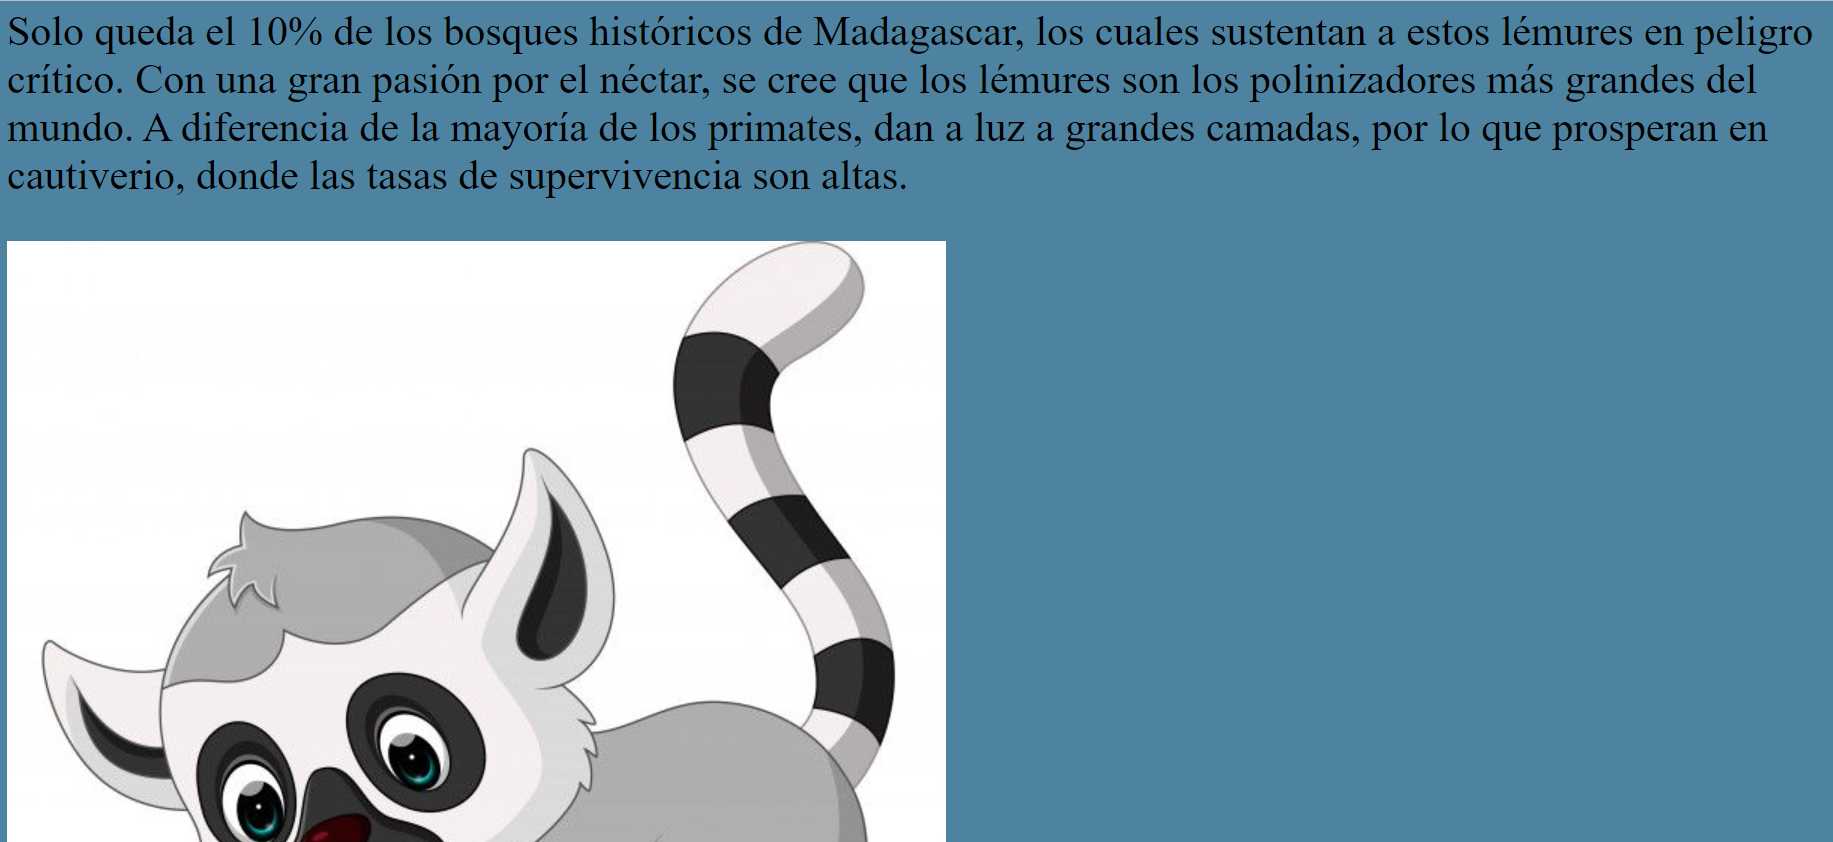 Solo queda el 10% de los bosques históricos de Madagascar, los cuales sustentan a estos lémures en peligro
crítico. Con una gran pasión por el néctar, se cree que los lémures son los polinizadores más grandes del
mundo. A diferencia de la mayoría de los primates, dan a luz a grandes camadas, por lo que prosperan en
cautiverio, donde las tasas de supervivencia son altas.